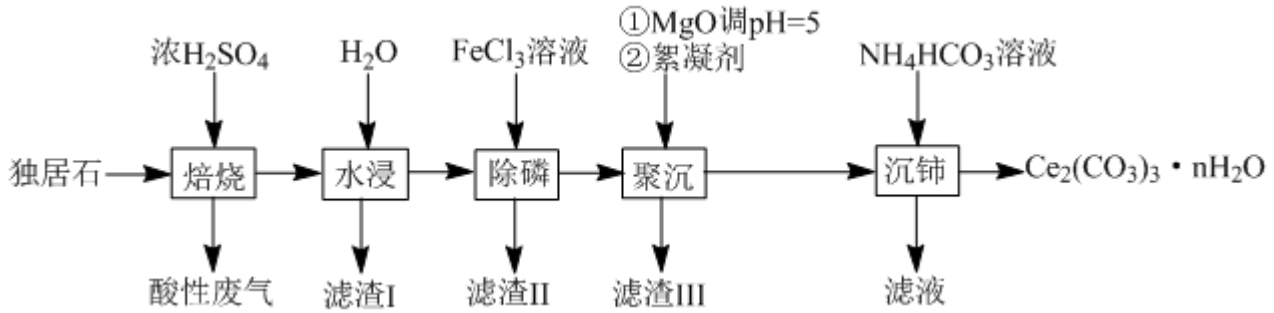 ①MgO调pH=5
浓H₂SO₄ H₂O FeCl₃溶液 ②絮凝剂 NH₄HCO₃溶液
独居石 焙烧 水浸 除磷 聚沉 沉铈 Ce₂(CO₃)₃·nH₂O
酸性废气 滤渣I 滤渣II 滤渣III 滤液